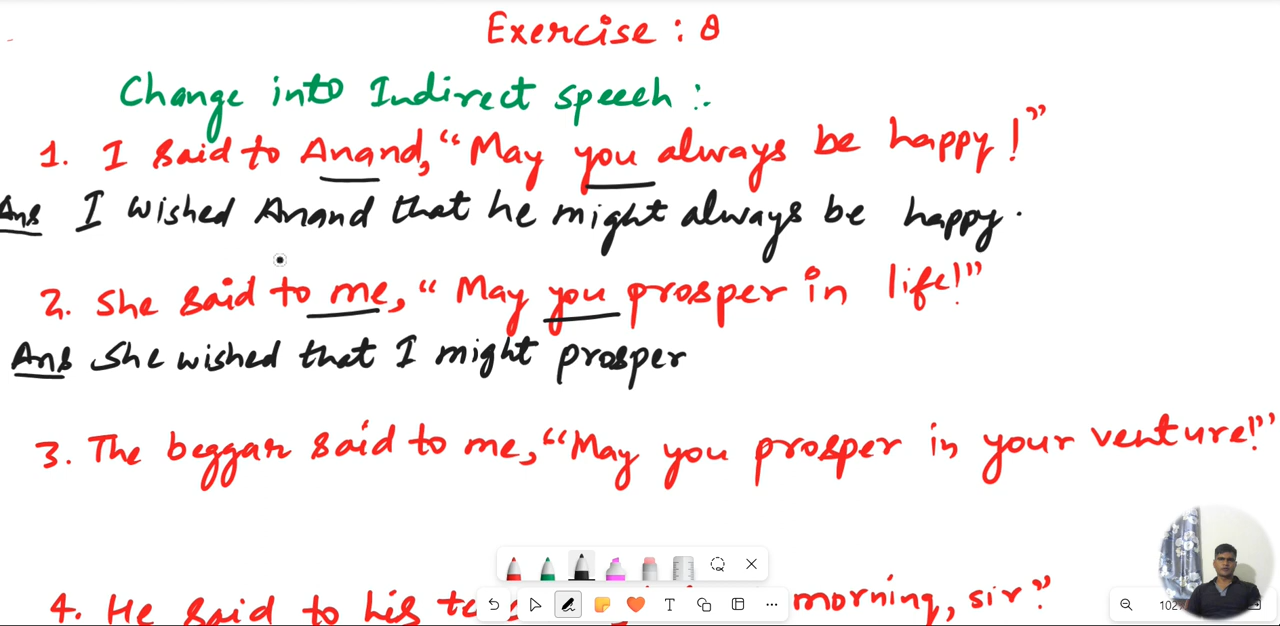 Exercise : 8
Change into Indirect speech :-
1. I said to Anand, "May you always be happy!"
Ans I wished Anand that he might always be happy.
2. She said to me, "May you prosper in life!"
Ans She wished that I might prosper
3. The beggar said to me, "May you prosper in your venture!"
4. He said to his morning, sir."